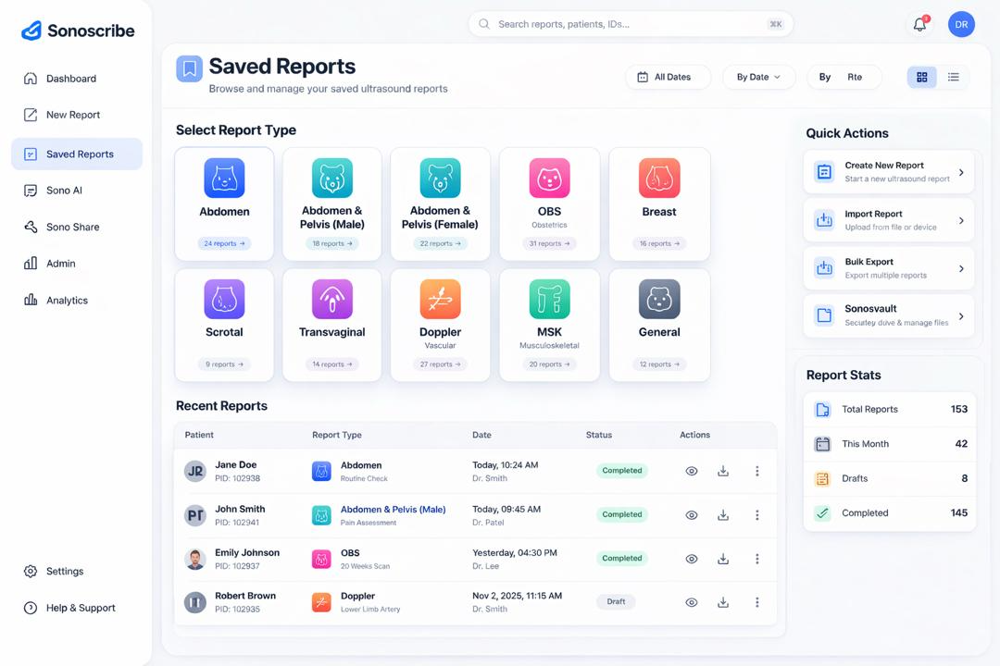 Sonoscribe
Search reports, patients, IDs...
⌘K
DR
Dashboard
New Report
Saved Reports
Sono AI
Sono Share
Admin
Analytics
Settings
Help & Support
Saved Reports
Browse and manage your saved ultrasound reports
All Dates
By Date
By Rte
Select Report Type
Abdomen
24 reports →
Abdomen &
Pelvis (Male)
18 reports →
Abdomen &
Pelvis (Female)
22 reports →
OBS
Obstetrics
31 reports →
Breast
16 reports →
Scrotal
9 reports →
Transvaginal
14 reports →
Doppler
Vascular
27 reports →
MSK
Musculoskeletal
20 reports →
General
12 reports →
Recent Reports
Patient Report Type Date Status Actions
JR Jane Doe Abdomen Today, 10:24 AM Completed
PID: 102938 Routine Check Dr. Smith
PT John Smith Abdomen & Pelvis (Male) Today, 09:45 AM Completed
PID: 102941 Pain Assessment Dr. Patel
Emily Johnson OBS Yesterday, 04:30 PM Completed
PID: 102937 20 Weeks Scan Dr. Lee
Robert Brown Doppler Nov 2, 2025, 11:15 AM Draft
PID: 102935 Lower Limb Artery Dr. Smith
Quick Actions
Create New Report
Start a new ultrasound report
Import Report
Upload from file or device
Bulk Export
Export multiple reports
Sonosvault
duve & manage files
Report Stats
Total Reports 153
This Month 42
Drafts 8
Completed 145